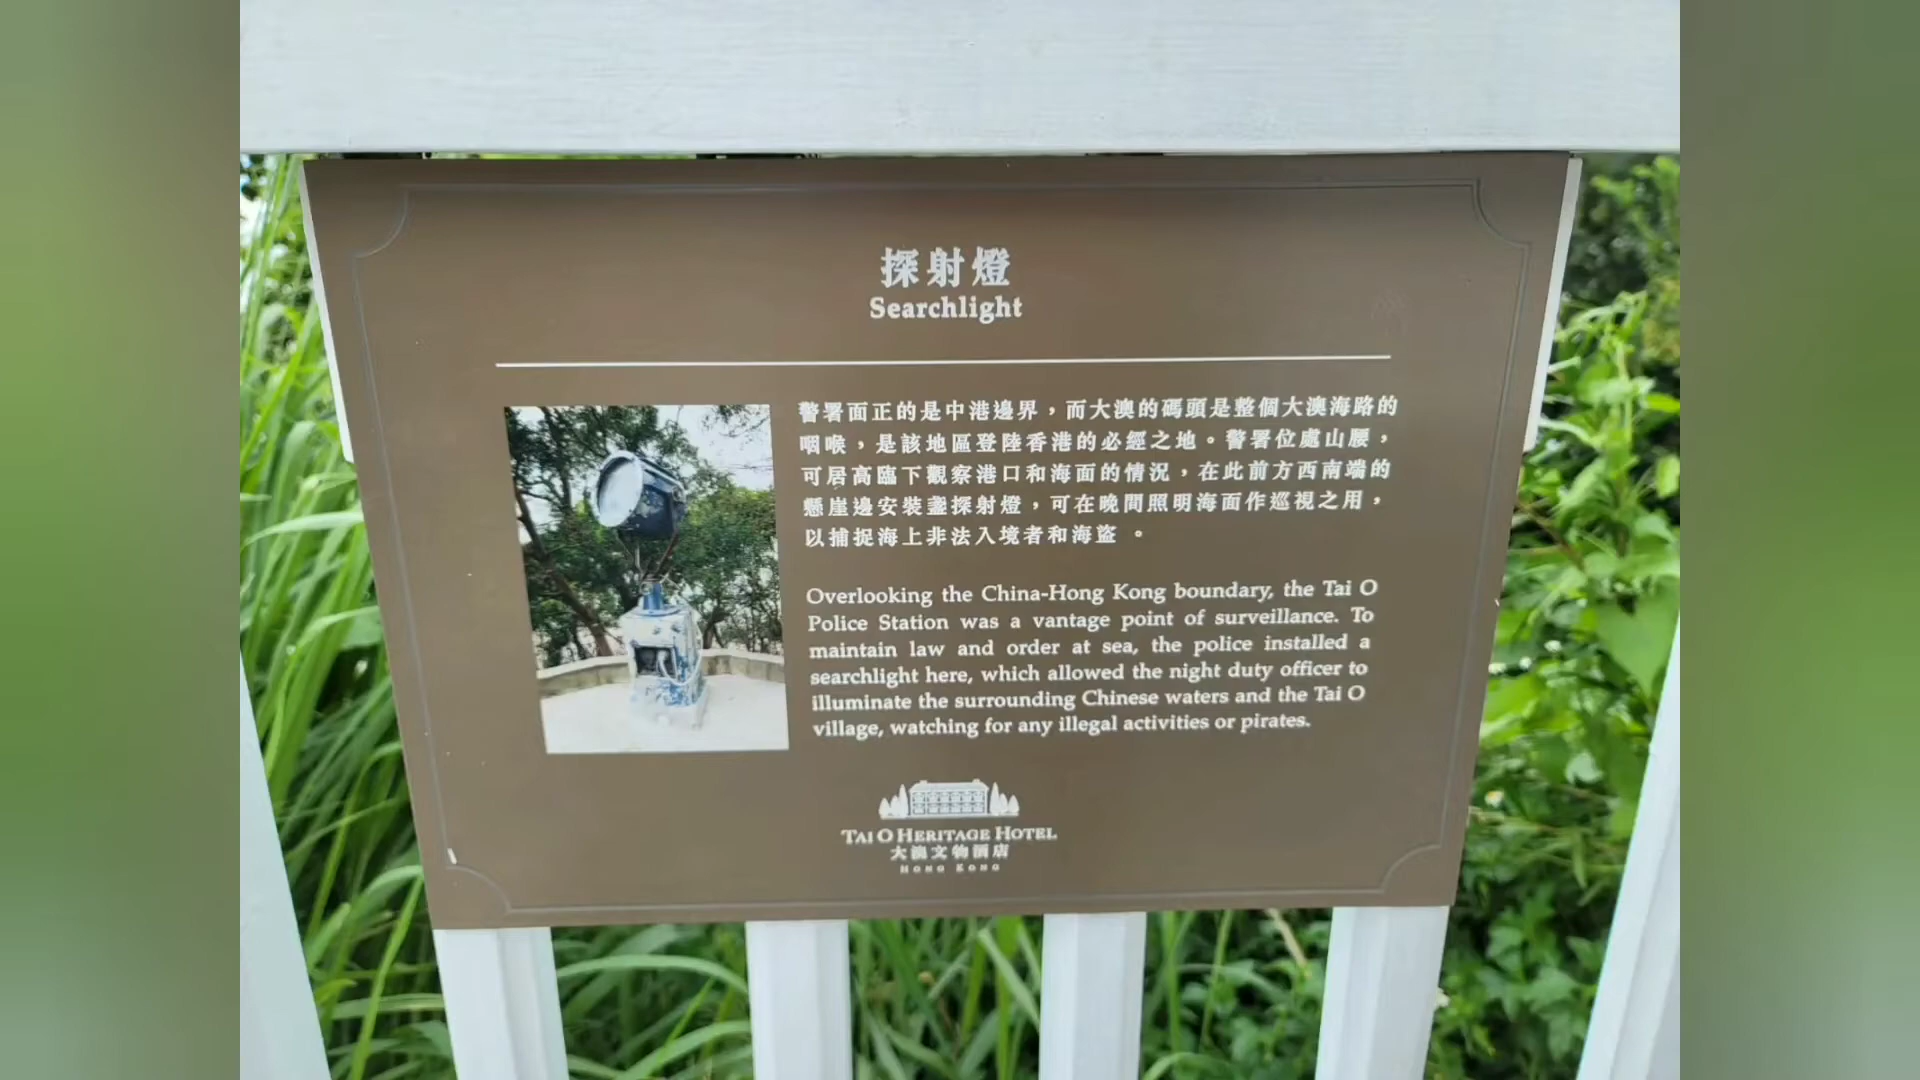 探射燈
Searchlight
警署面正的是中港邊界，而大澳的碼頭是整個大澳海路的
咽喉，是該地區登陸香港的必經之地。警署位處山腰，
可居高臨下觀察港口和海面的情況，在此前方西南端的
懸崖邊安裝盞探射燈，可在晚間照明海面作巡視之用，
以捕捉海上非法入境者和海盜 。
Overlooking the China-Hong Kong boundary, the Tai O
Police Station was a vantage point of surveillance. To
maintain law and order at sea, the police installed a
searchlight here, which allowed the night duty officer to
illuminate the surrounding Chinese waters and the Tai O
village, watching for any illegal activities or pirates.
TAI O HERITAGE HOTEL
大澳文物酒店
HONG KONG